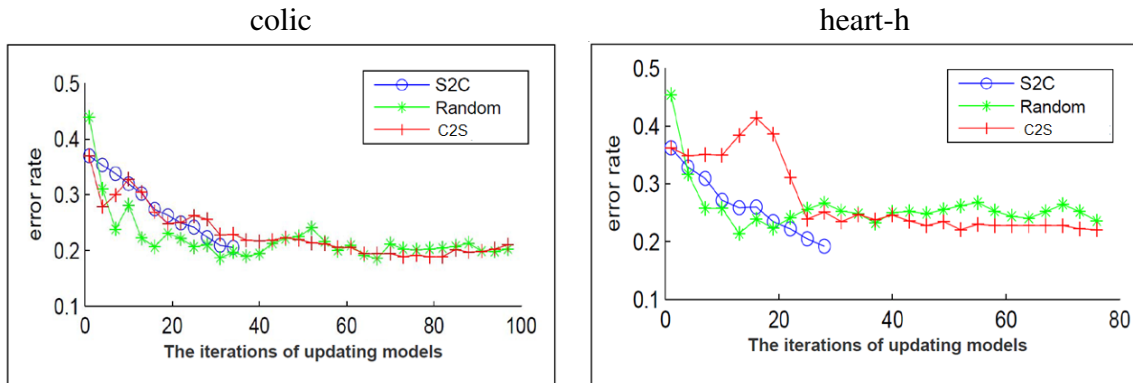 colic
heart-h
0.5
0.4
0.3
0.2
0.1
error rate
S2C
Random
C2S
0
20
40
60
80
100
The iterations of updating models
0.5
0.4
0.3
0.2
0.1
error rate
S2C
Random
C2S
0
20
40
60
80
The iterations of updating models